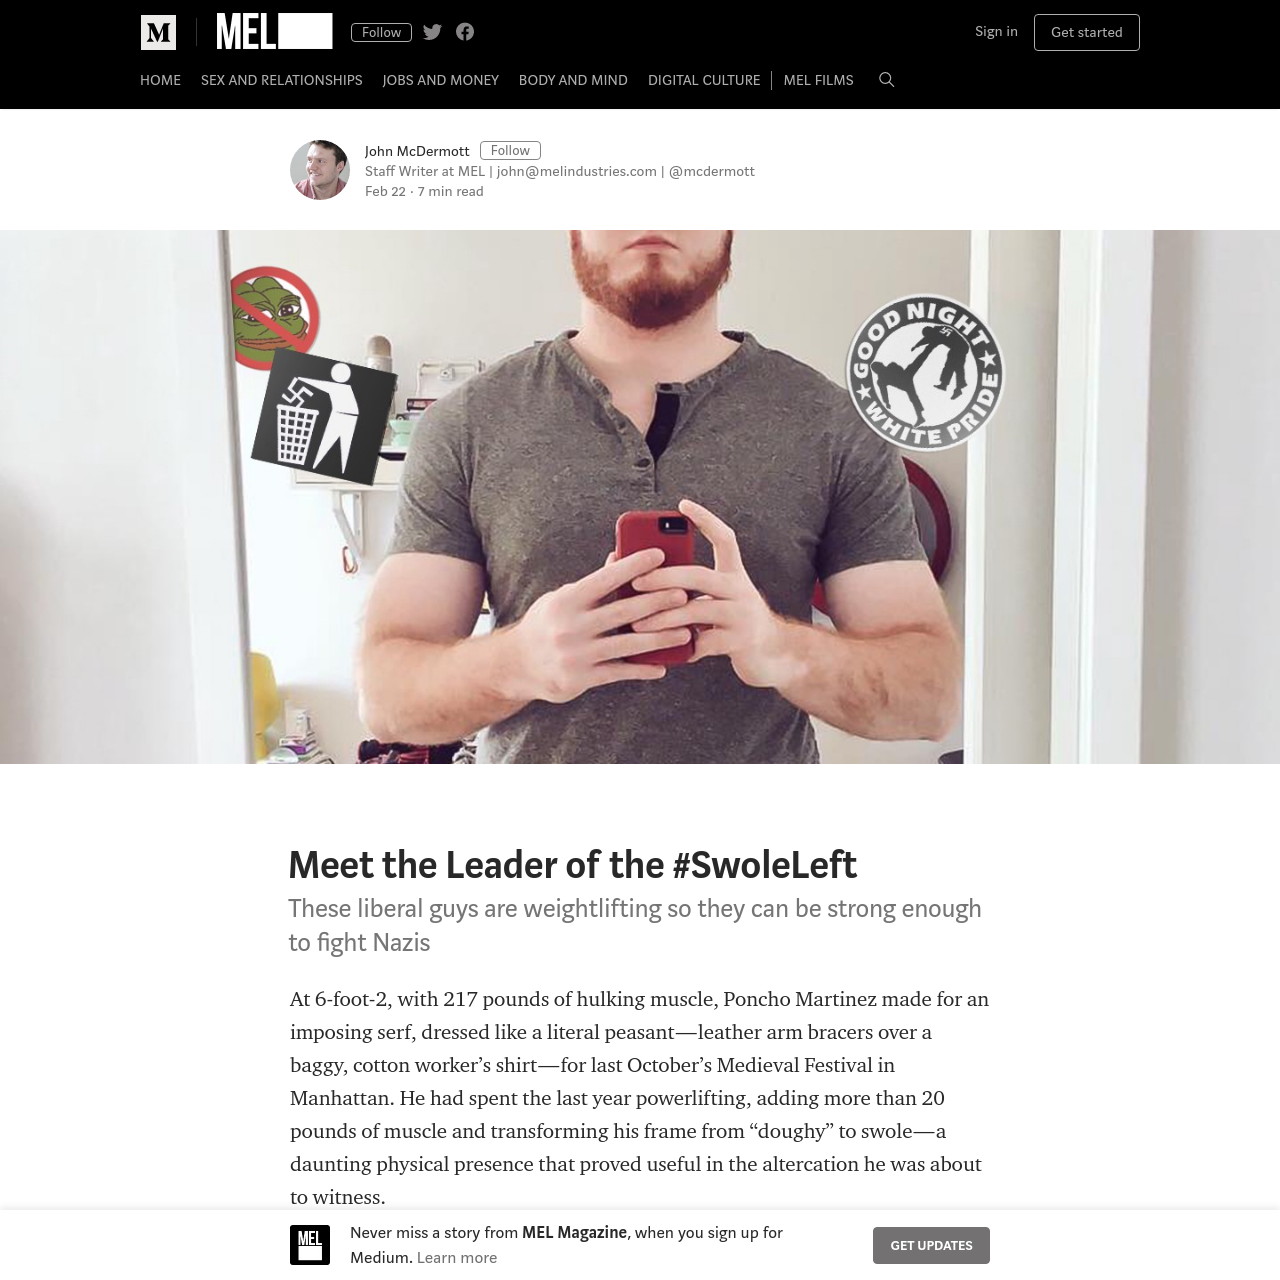 M MEL Follow Sign in Get started
HOME SEX AND RELATIONSHIPS JOBS AND MONEY BODY AND MIND DIGITAL CULTURE MEL FILMS
John McDermott Follow
Staff Writer at MEL | john@melindustries.com | @mcdermott
Feb 22 · 7 min read
GOOD NIGHT
WHITE PRIDE
Meet the Leader of the #SwoleLeft
These liberal guys are weightlifting so they can be strong enough
to fight Nazis
At 6-foot-2, with 217 pounds of hulking muscle, Poncho Martinez made for an
imposing serf, dressed like a literal peasant—leather arm bracers over a
baggy, cotton worker’s shirt—for last October’s Medieval Festival in
Manhattan. He had spent the last year powerlifting, adding more than 20
pounds of muscle and transforming his frame from “doughy” to swole—a
daunting physical presence that proved useful in the altercation he was about
to witness.
MEL
Never miss a story from MEL Magazine, when you sign up for
Medium. Learn more
GET UPDATES